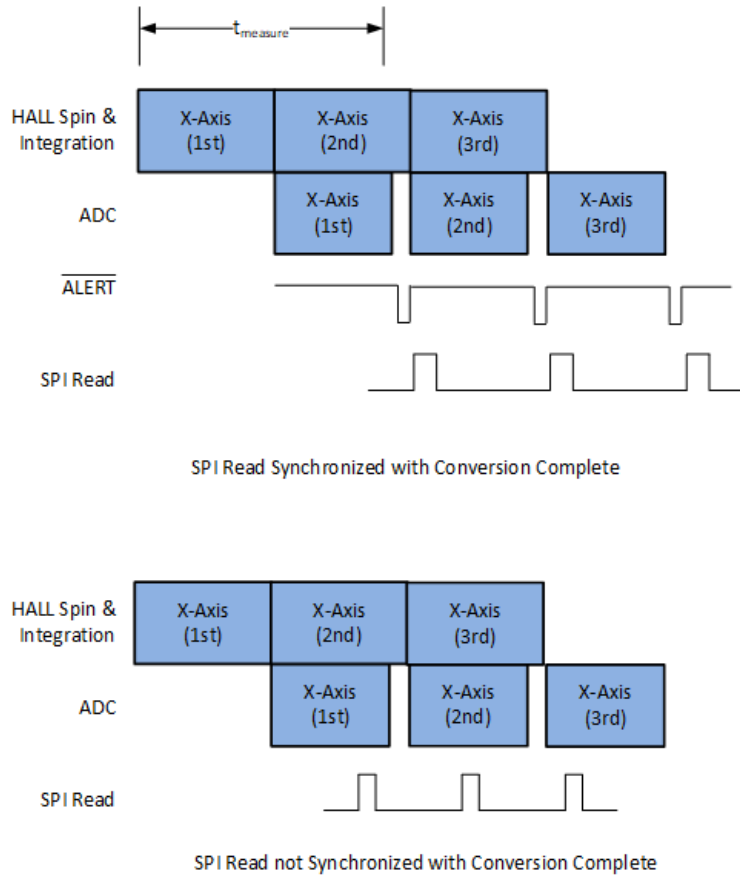 tmeasure
HALL Spin &
Integration
X-Axis
(1st)
X-Axis
(2nd)
X-Axis
(3rd)
ADC
X-Axis
(1st)
X-Axis
(2nd)
X-Axis
(3rd)
ALERT
SPI Read
SPI Read Synchronized with Conversion Complete
HALL Spin &
Integration
X-Axis
(1st)
X-Axis
(2nd)
X-Axis
(3rd)
ADC
X-Axis
(1st)
X-Axis
(2nd)
X-Axis
(3rd)
SPI Read
SPI Read not Synchronized with Conversion Complete